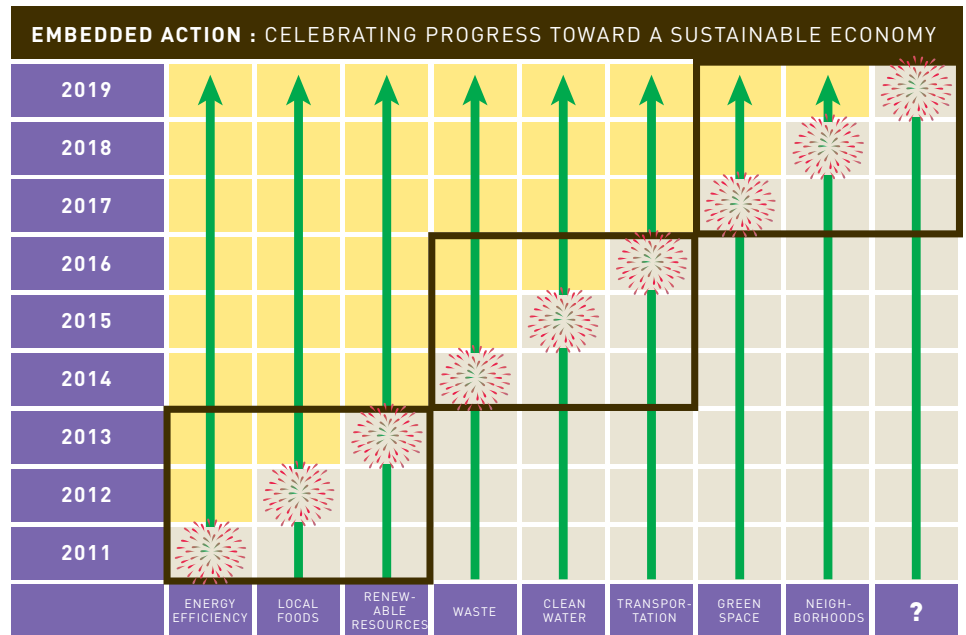 EMBEDDED ACTION : CELEBRATING PROGRESS TOWARD A SUSTAINABLE ECONOMY
2019
2018
2017
2016
2015
2014
2013
2012
2011
ENERGY
EFFICIENCY
LOCAL
FOODS
RENEW-
ABLE
RESOURCES
WASTE
CLEAN
WATER
TRANSPOR-
TATION
GREEN
SPACE
NEIGH-
BORHOODS
?